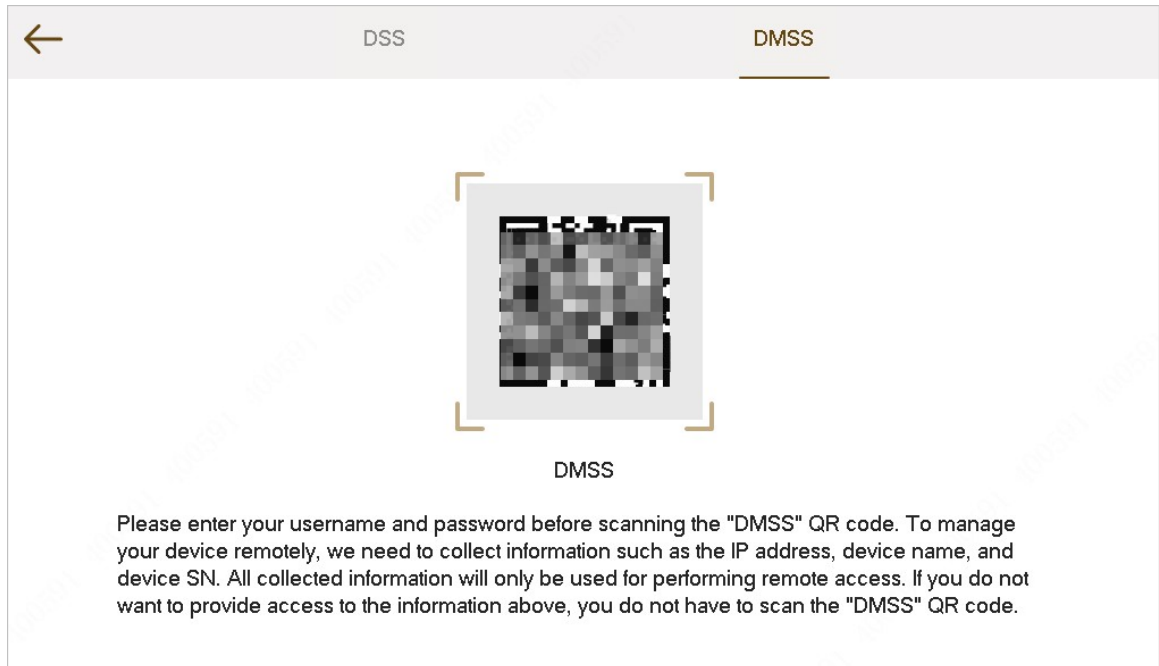 DSS
DMSS
DMSS
Please enter your username and password before scanning the "DMSS" QR code. To manage
your device remotely, we need to collect information such as the IP address, device name, and
device SN. All collected information will only be used for performing remote access. If you do not
want to provide access to the information above, you do not have to scan the "DMSS" QR code.